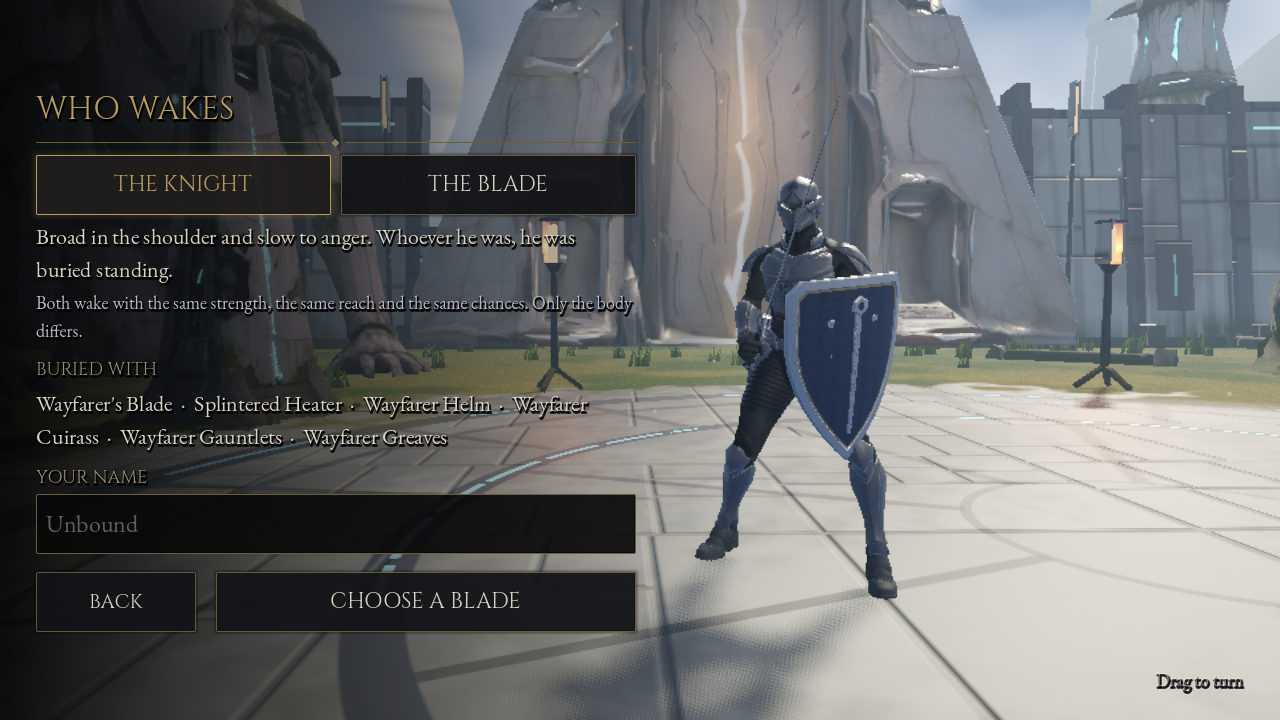 WHO WAKES
THE KNIGHT
THE BLADE
Broad in the shoulder and slow to anger. Whoever he was, he was
buried standing.
Both wake with the same strength, the same reach and the same chances. Only the body
differs.
BURIED WITH
Wayfarer's Blade · Splintered Heater · Wayfarer Helm · Wayfarer
Cuirass · Wayfarer Gauntlets · Wayfarer Greaves
YOUR NAME
Unbound
BACK
CHOOSE A BLADE
Drag to turn